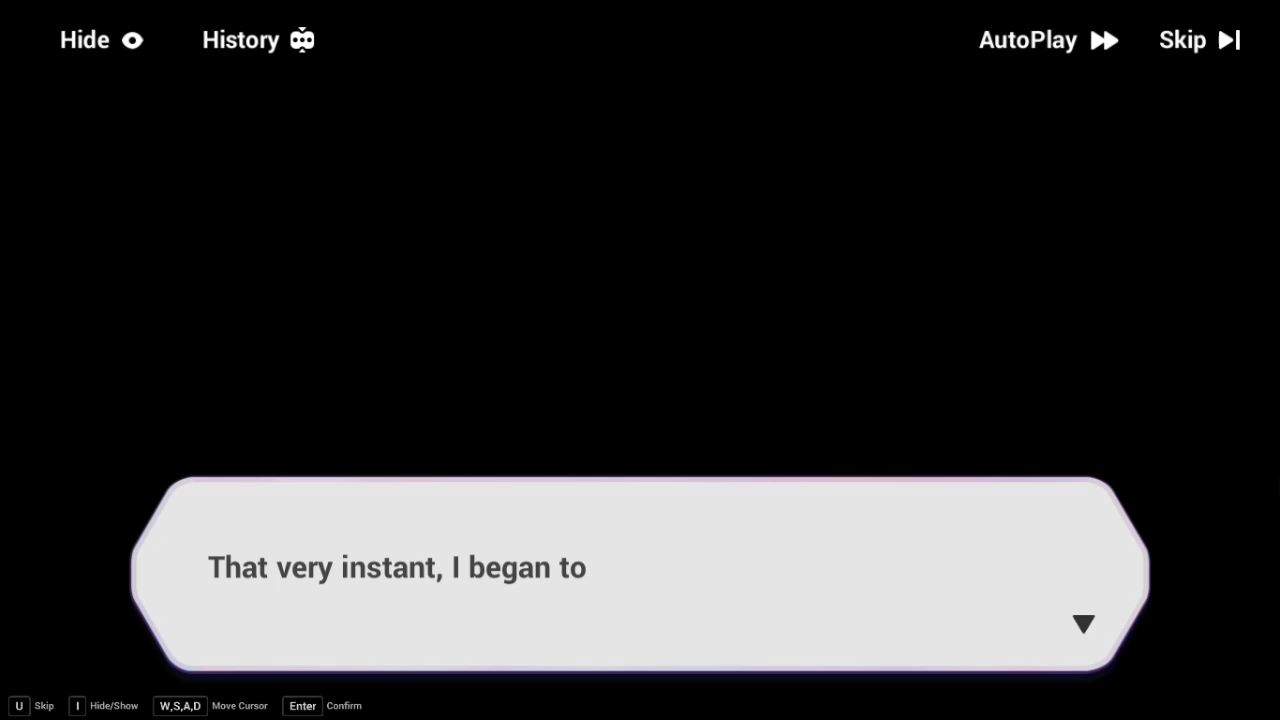 Hide
History
AutoPlay
Skip
That very instant, I began to
U Skip
I Hide/Show
W,S,A,D Move Cursor
Enter Confirm